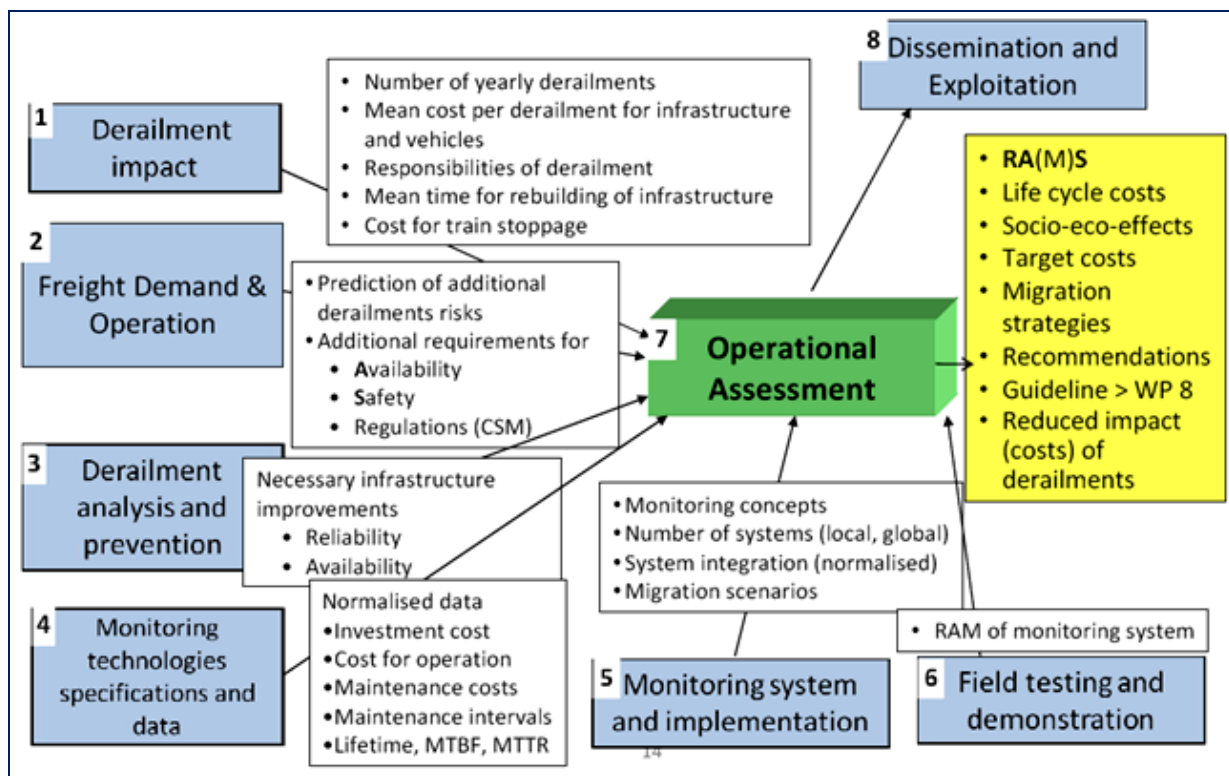 1
Derailment
impact
• Number of yearly derailments
• Mean cost per derailment for infrastructure
and vehicles
• Responsibilities of derailment
• Mean time for rebuilding of infrastructure
• Cost for train stoppage
8
Dissemination and
Exploitation
2
Freight Demand &
Operation
• Prediction of additional
derailments risks
• Additional requirements for
• Availability
• Safety
• Regulations (CSM)
7
Operational
Assessment
• RA(M)S
• Life cycle costs
• Socio-eco-effects
• Target costs
• Migration
strategies
• Recommendations
• Guideline > WP 8
• Reduced impact
(costs) of
derailments
3
Derailment
analysis and
prevention
Necessary infrastructure
improvements
• Reliability
• Availability
4
Monitoring
technologies
specifications and
data
Normalised data
•Investment cost
•Cost for operation
•Maintenance costs
•Maintenance intervals
•Lifetime, MTBF, MTTR
• Monitoring concepts
• Number of systems (local, global)
• System integration (normalised)
• Migration scenarios
5
Monitoring system
and implementation
• RAM of monitoring system
6
Field testing and
demonstration
14